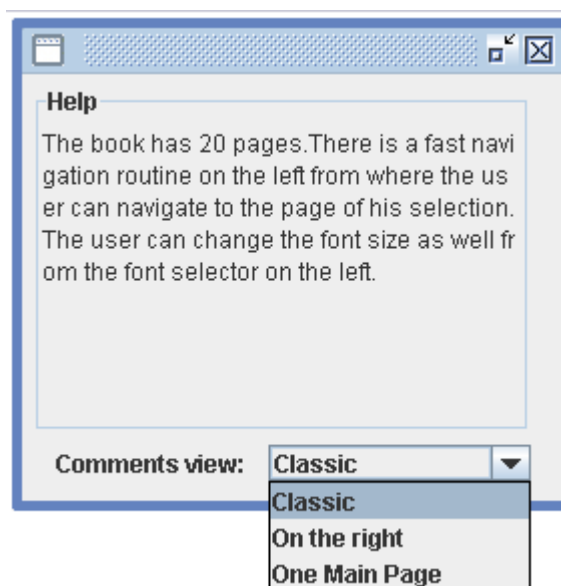 Help
The book has 20 pages.There is a fast navi
gation routine on the left from where the us
er can navigate to the page of his selection.
The user can change the font size as well fr
om the font selector on the left.
Comments view: Classic
Classic
On the right
One Main Page